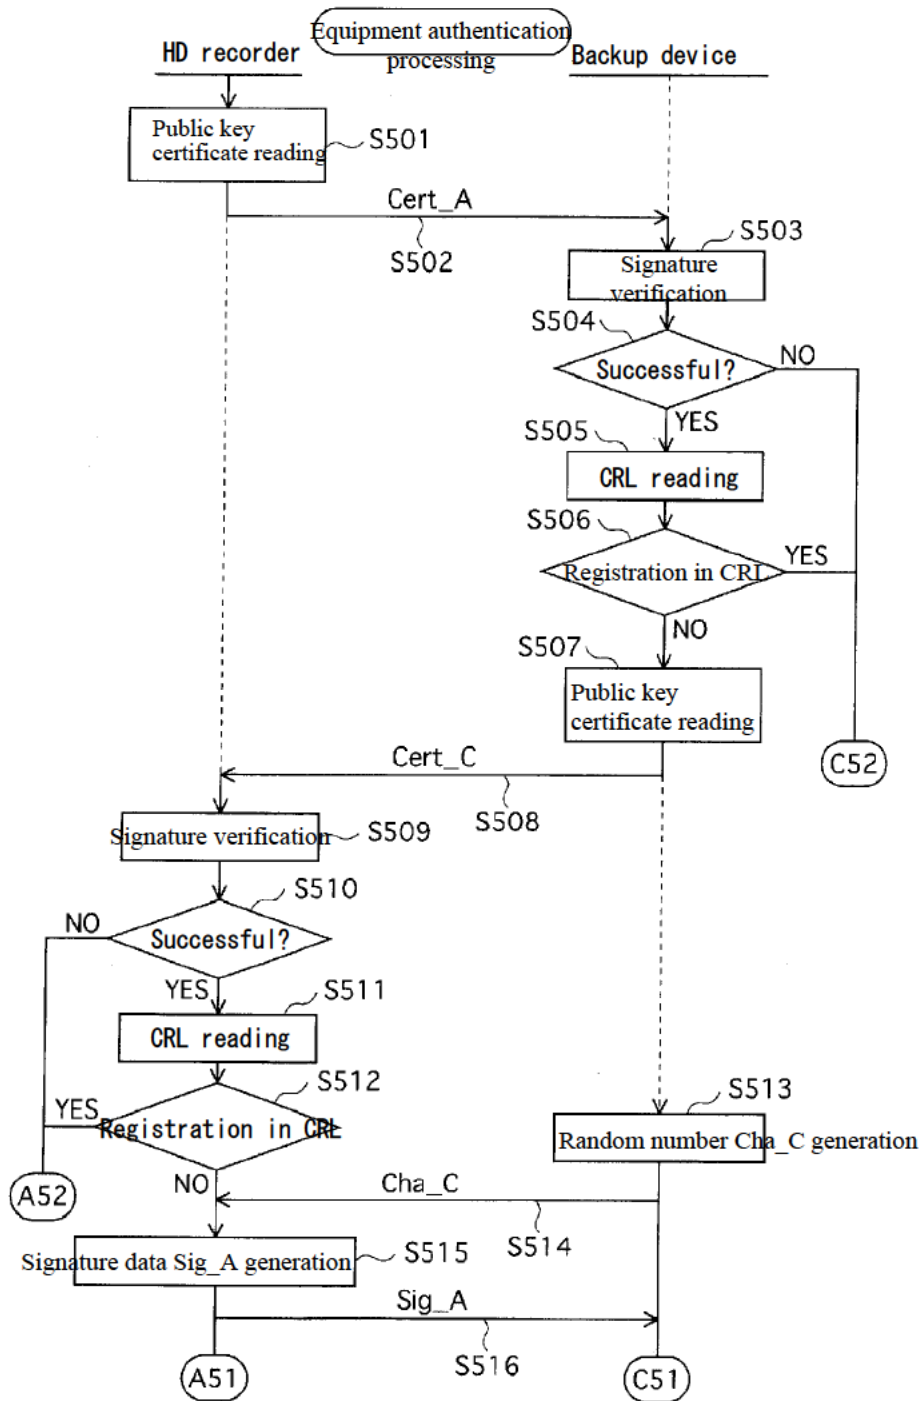 Equipment authentication
processing
HD recorder
Backup device
Public key
certificate reading
S501
Cert_A
S502
S503
Signature
verification
S504
Successful?
NO
YES
S505
CRL reading
S506
Registration in CRL
YES
NO
S507
Public key
certificate reading
C52
Cert_C
S508
Signature verification
S509
S510
NO
Successful?
YES
S511
CRL reading
S512
YES
Registration in CRL
S513
Random number Cha_C generation
NO
A52
Cha_C
S514
Signature data Sig_A generation
S515
Sig_A
S516
A51
C51